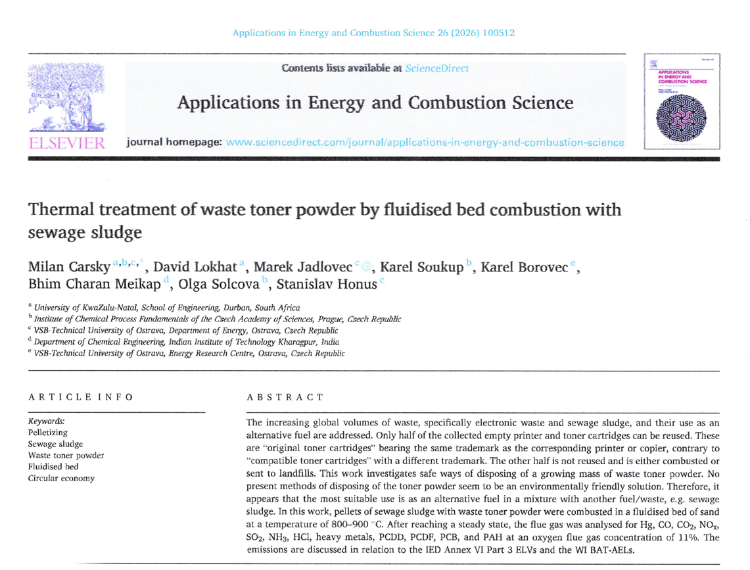 Applications in Energy and Combustion Science 26 (2026) 100512
Contents lists available at ScienceDirect
Applications in Energy and Combustion Science
ELSEVIER
journal homepage: www.sciencedirect.com/journal/applications-in-energy-and-combustion-science
APPLICATIONS IN ENERGY AND COMBUSTION SCIENCE
Thermal treatment of waste toner powder by fluidised bed combustion with
sewage sludge
Milan Carsky a,b,c,*, David Lokhat a, Marek Jadlovec c, Karel Soukup b, Karel Borovec e,
Bhim Charan Meikap d, Olga Solcova b, Stanislav Honus c
a University of KwaZulu-Natal, School of Engineering, Durban, South Africa
b Institute of Chemical Process Fundamentals of the Czech Academy of Sciences, Prague, Czech Republic
c VSB-Technical University of Ostrava, Department of Energy, Ostrava, Czech Republic
d Department of Chemical Engineering, Indian Institute of Technology Kharagpur, India
e VSB-Technical University of Ostrava, Energy Research Centre, Ostrava, Czech Republic
ARTICLE INFO
Keywords:
Pelletizing
Sewage sludge
Waste toner powder
Fluidised bed
Circular economy
ABSTRACT
The increasing global volumes of waste, specifically electronic waste and sewage sludge, and their use as an
alternative fuel are addressed. Only half of the collected empty printer and toner cartridges can be reused. These
are "original toner cartridges" bearing the same trademark as the corresponding printer or copier, contrary to
"compatible toner cartridges" with a different trademark. The other half is not reused and is either combusted or
sent to landfills. This work investigates safe ways of disposing of a growing mass of waste toner powder. No
present methods of disposing of the toner powder seem to be an environmentally friendly solution. Therefore, it
appears that the most suitable use is as an alternative fuel in a mixture with another fuel/waste, e.g. sewage
sludge. In this work, pellets of sewage sludge with waste toner powder were combusted in a fluidised bed of sand
at a temperature of 800–900 °C. After reaching a steady state, the flue gas was analysed for Hg, CO, CO₂, NOₓ,
SO₂, NH₃, HCl, heavy metals, PCDD, PCDF, PCB, and PAH at an oxygen flue gas concentration of 11%. The
emissions are discussed in relation to the IED Annex VI Part 3 ELVs and the WI BAT-AELs.